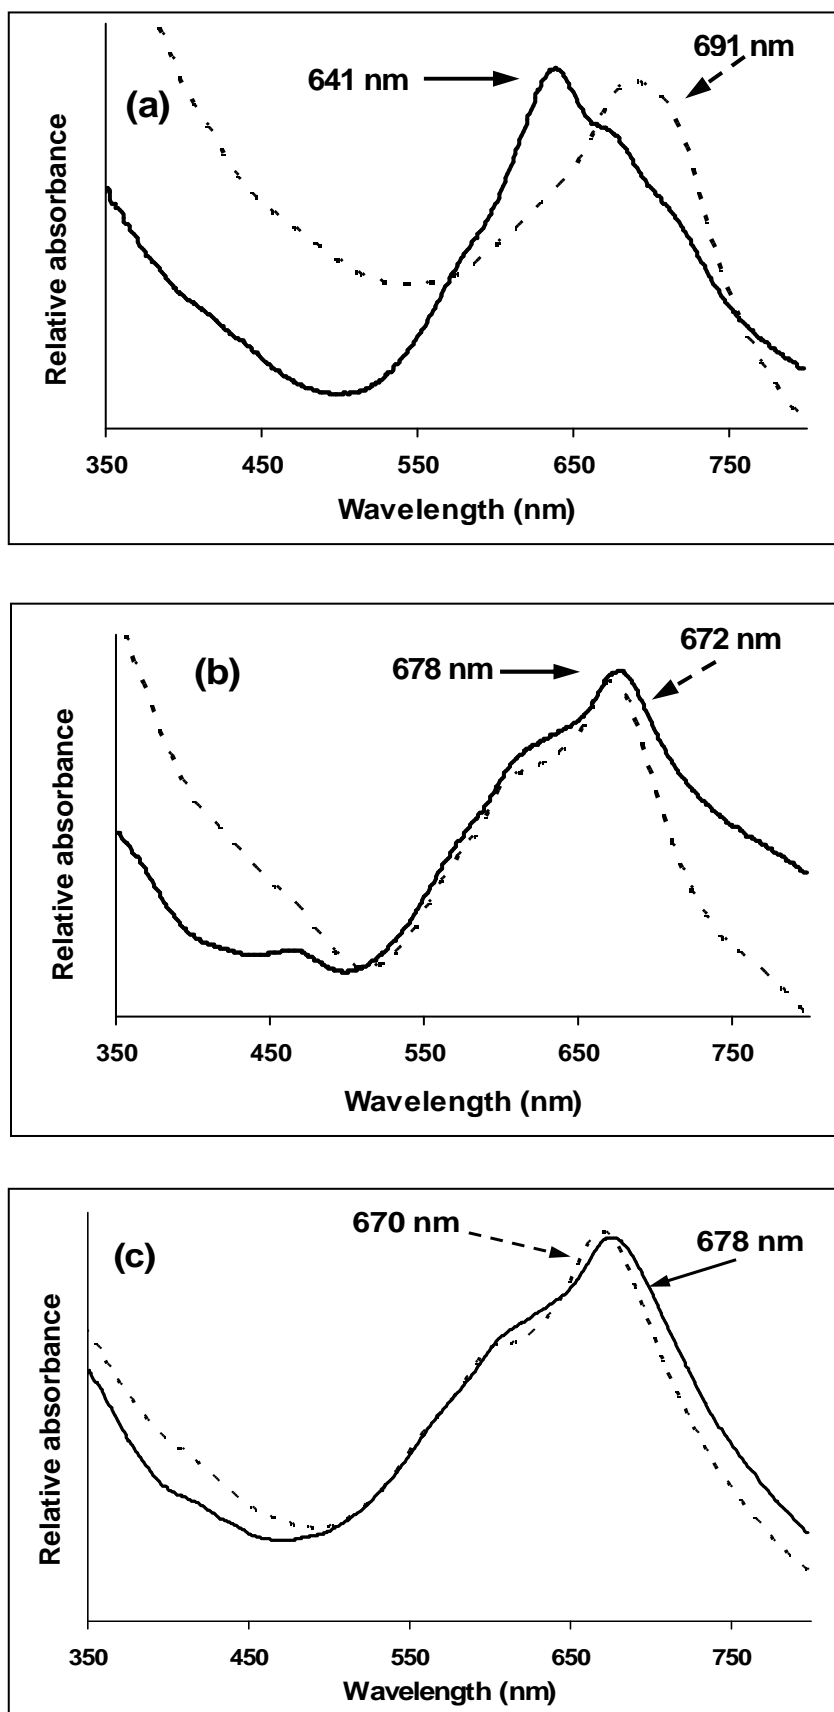 (a)
641 nm
691 nm
Relative absorbance
350 450 550 650 750
Wavelength (nm)
(b)
678 nm
672 nm
Relative absorbance
350 450 550 650 750
Wavelength (nm)
(c)
670 nm
678 nm
Relative absorbance
350 450 550 650 750
Wavelength (nm)